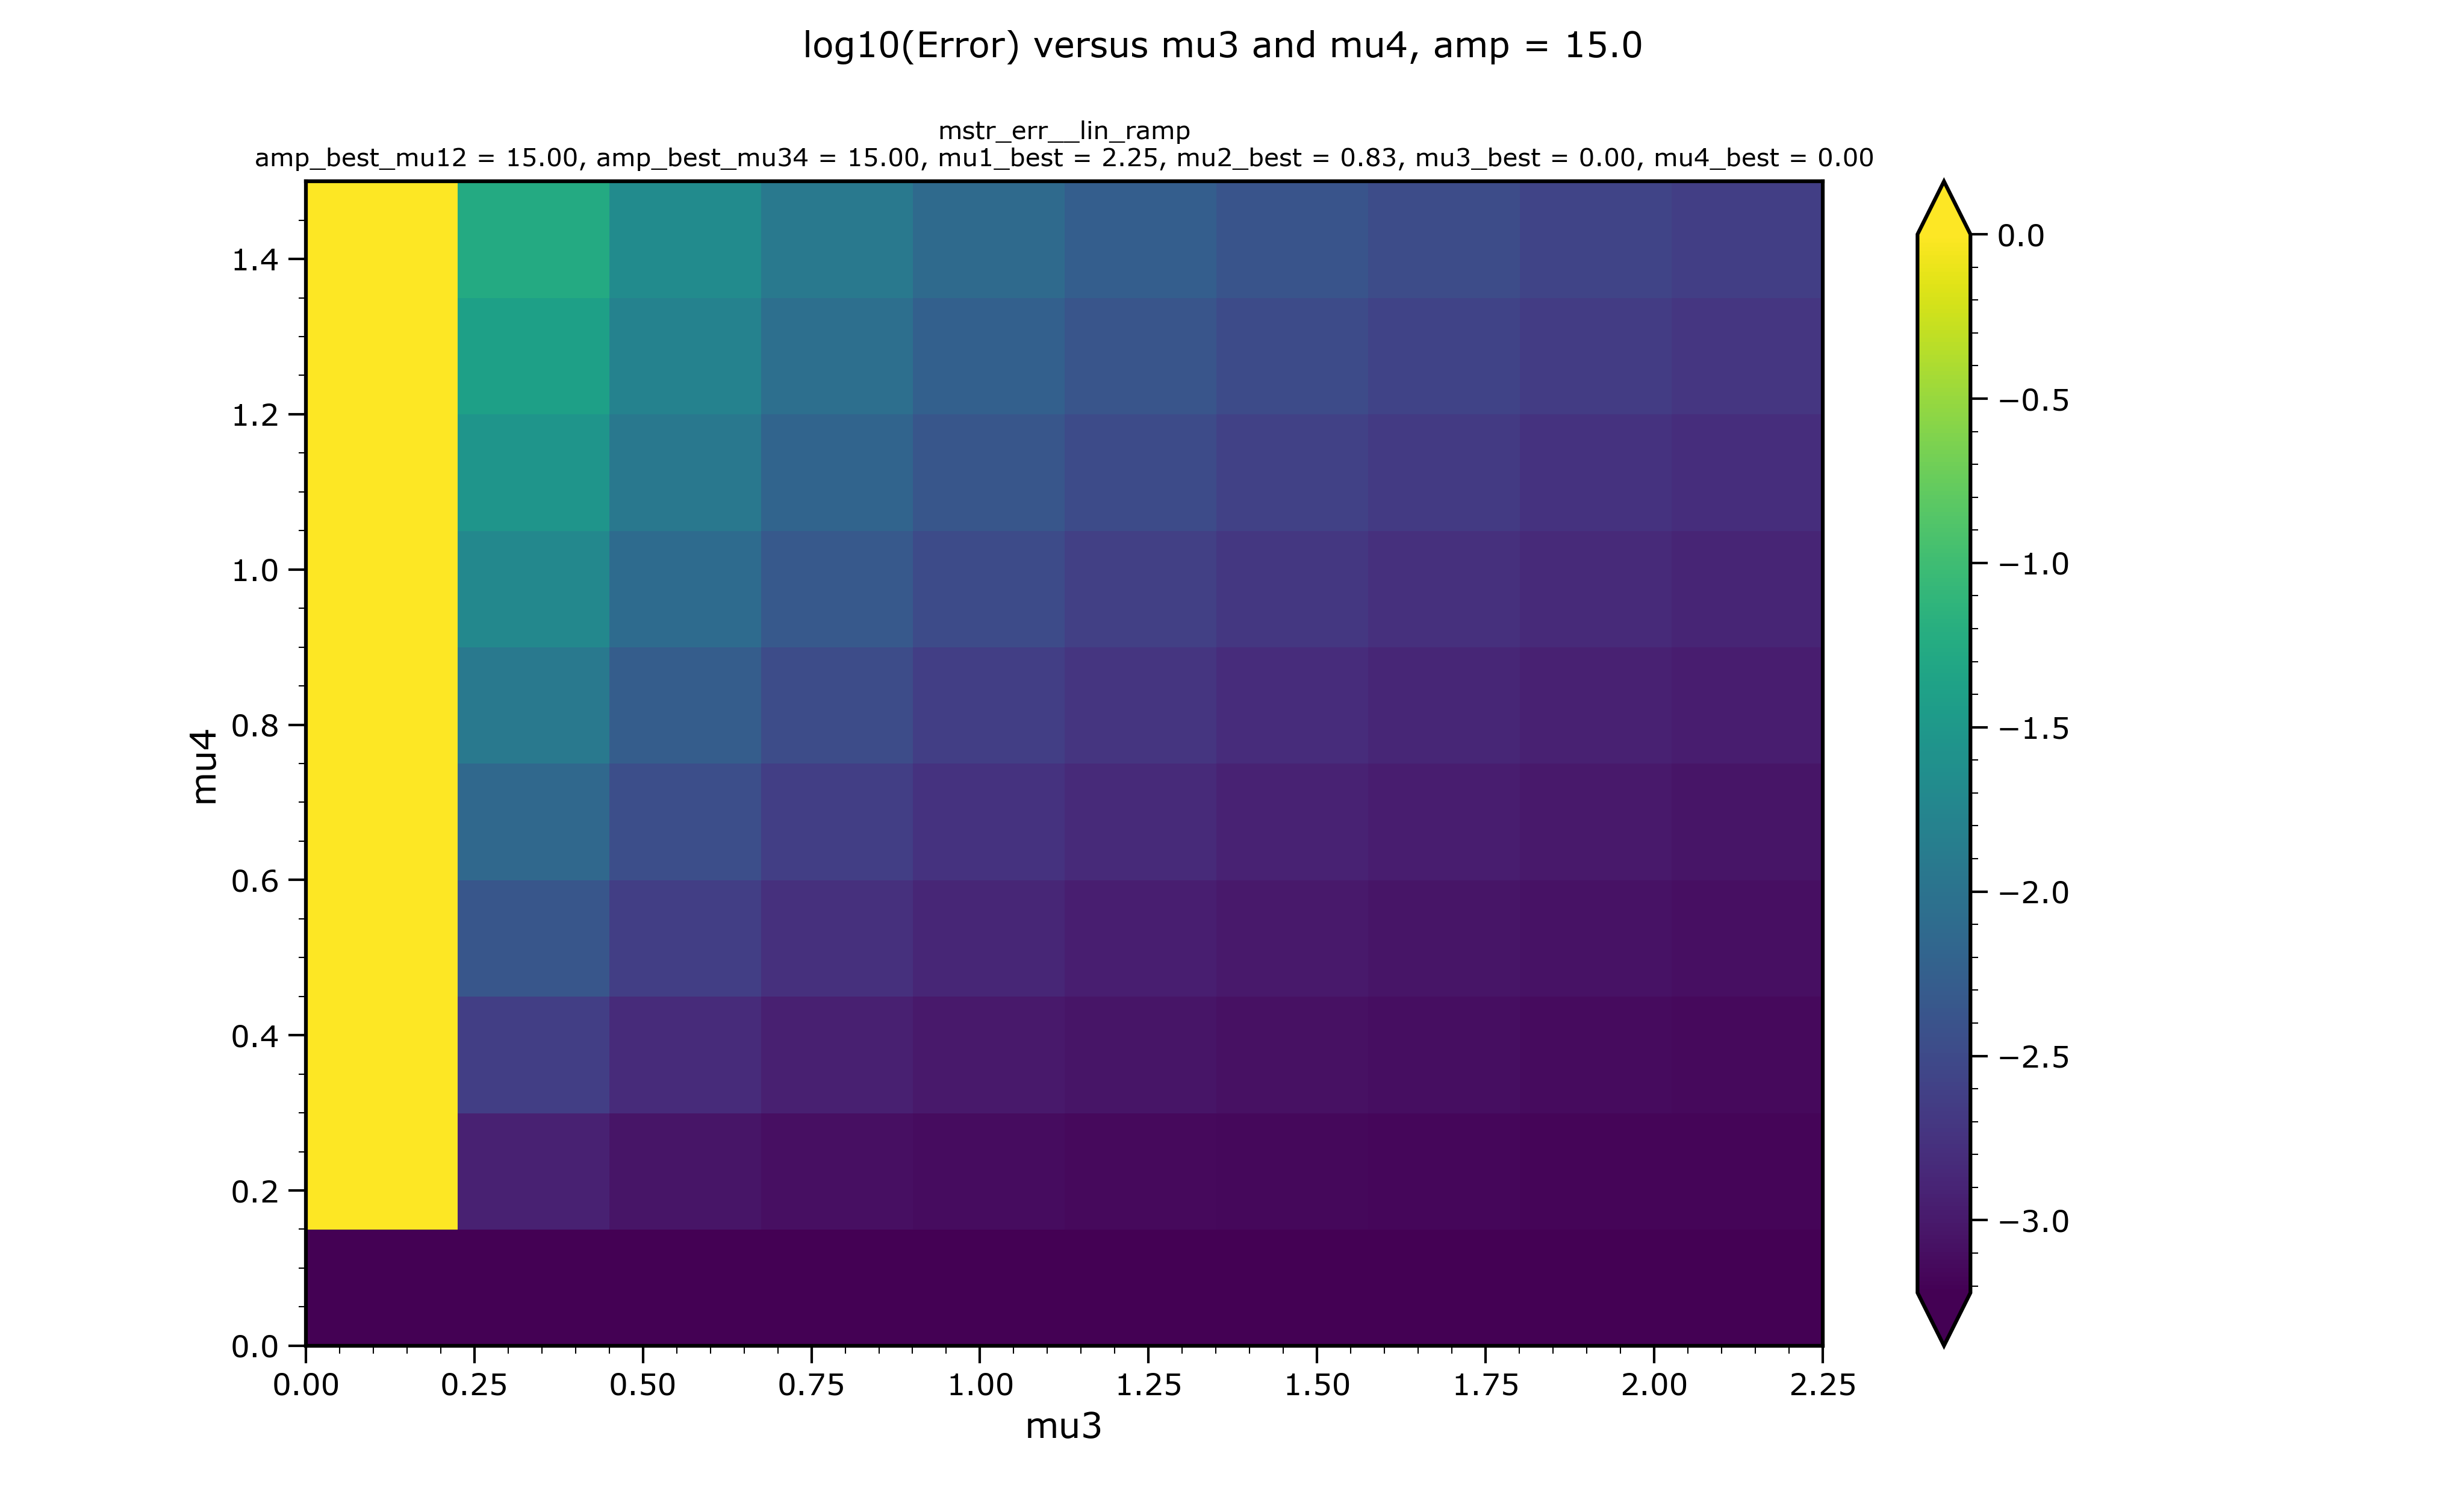 log10(Error) versus mu3 and mu4, amp = 15.0
mstr_err__lin_ramp
amp_best_mu12 = 15.00, amp_best_mu34 = 15.00, mu1_best = 2.25, mu2_best = 0.83, mu3_best = 0.00, mu4_best = 0.00
mu4
1.4
1.2
1.0
0.8
0.6
0.4
0.2
0.0
0.00 0.25 0.50 0.75 1.00 1.25 1.50 1.75 2.00 2.25
mu3
0.0
−0.5
−1.0
−1.5
−2.0
−2.5
−3.0